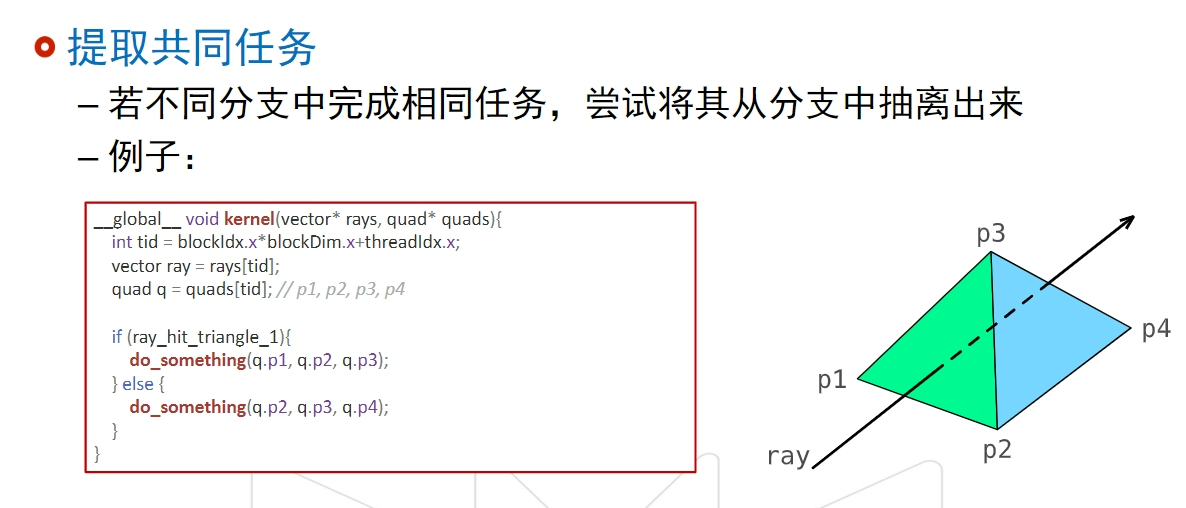 提取共同任务
– 若不同分支中完成相同任务，尝试将其从分支中抽离出来
– 例子：
__global__ void kernel(vector* rays, quad* quads){
int tid = blockIdx.x*blockDim.x+threadIdx.x;
vector ray = rays[tid];
quad q = quads[tid]; // p1, p2, p3, p4
if (ray_hit_triangle_1){
do_something(q.p1, q.p2, q.p3);
} else {
do_something(q.p2, q.p3, q.p4);
}
}
p3
p4
p1
ray
p2